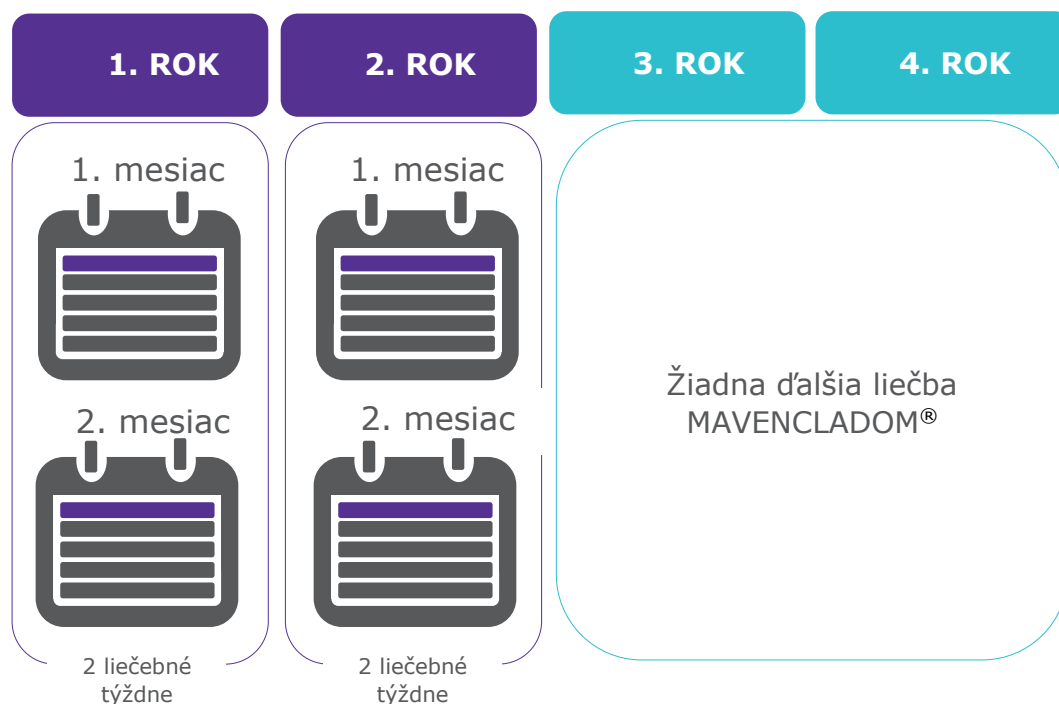 1. ROK
2. ROK
3. ROK
4. ROK
1. mesiac
2. mesiac
2 liečebné
týždne
1. mesiac
2. mesiac
2 liečebné
týždne
Žiadna ďalšia liečba
MAVENCLADOM®